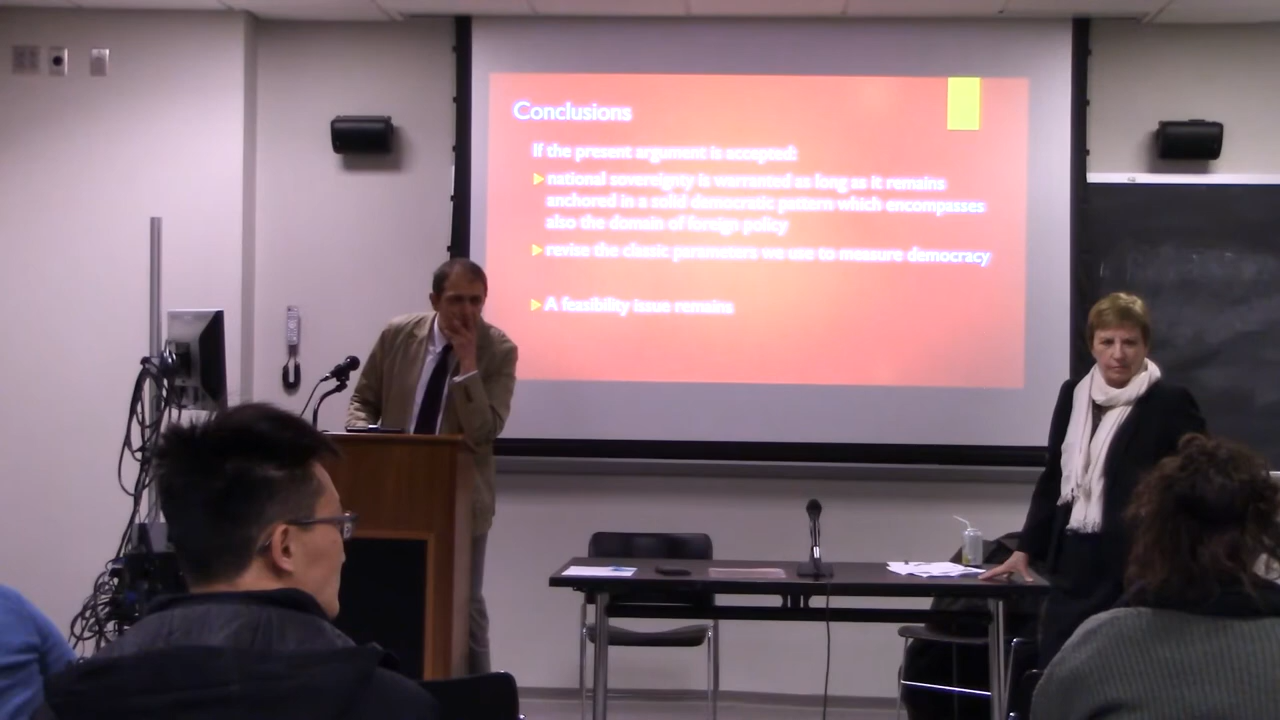 Conclusions
If the present argument is accepted:
national sovereignty is warranted as long as it remains
anchored in a solid democratic pattern which encompasses
also the domain of foreign policy
revise the classic parameters we use to measure democracy
A feasibility issue remains